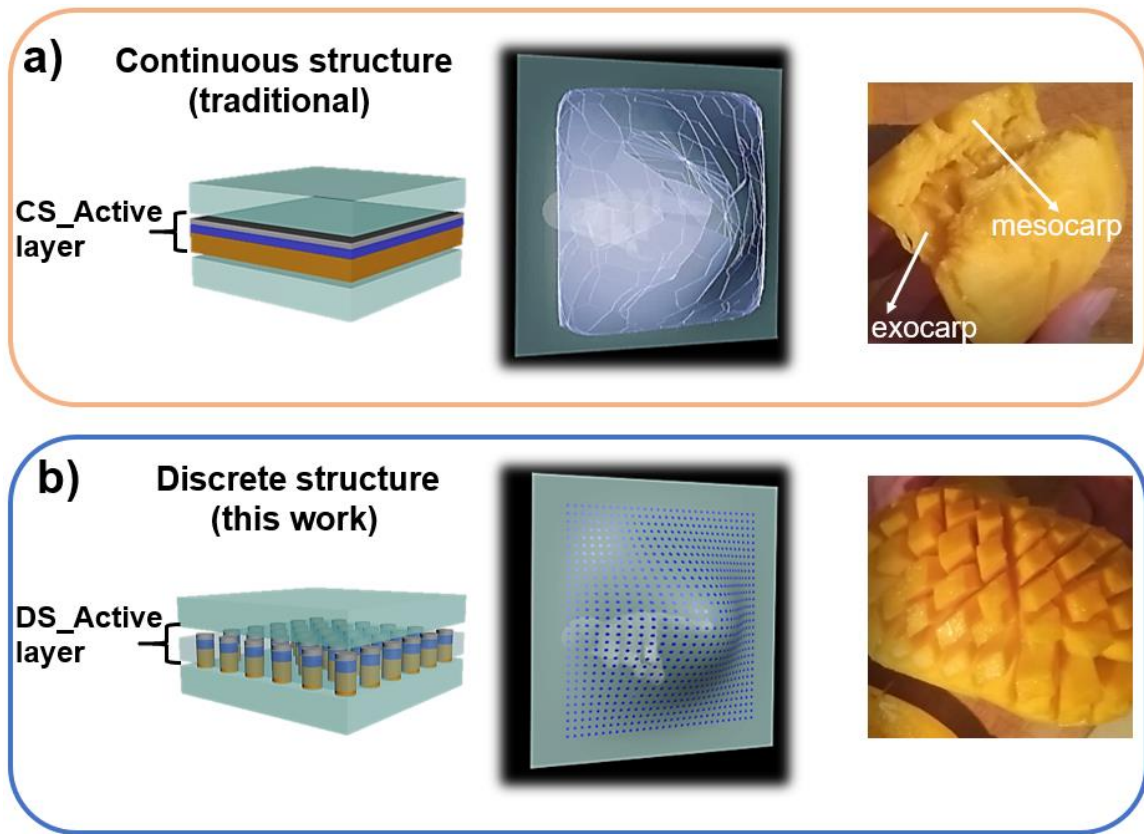 a)
Continuous structure
(traditional)
CS_Active
layer
mesocarp
exocarp
b)
Discrete structure
(this work)
DS_Active
layer